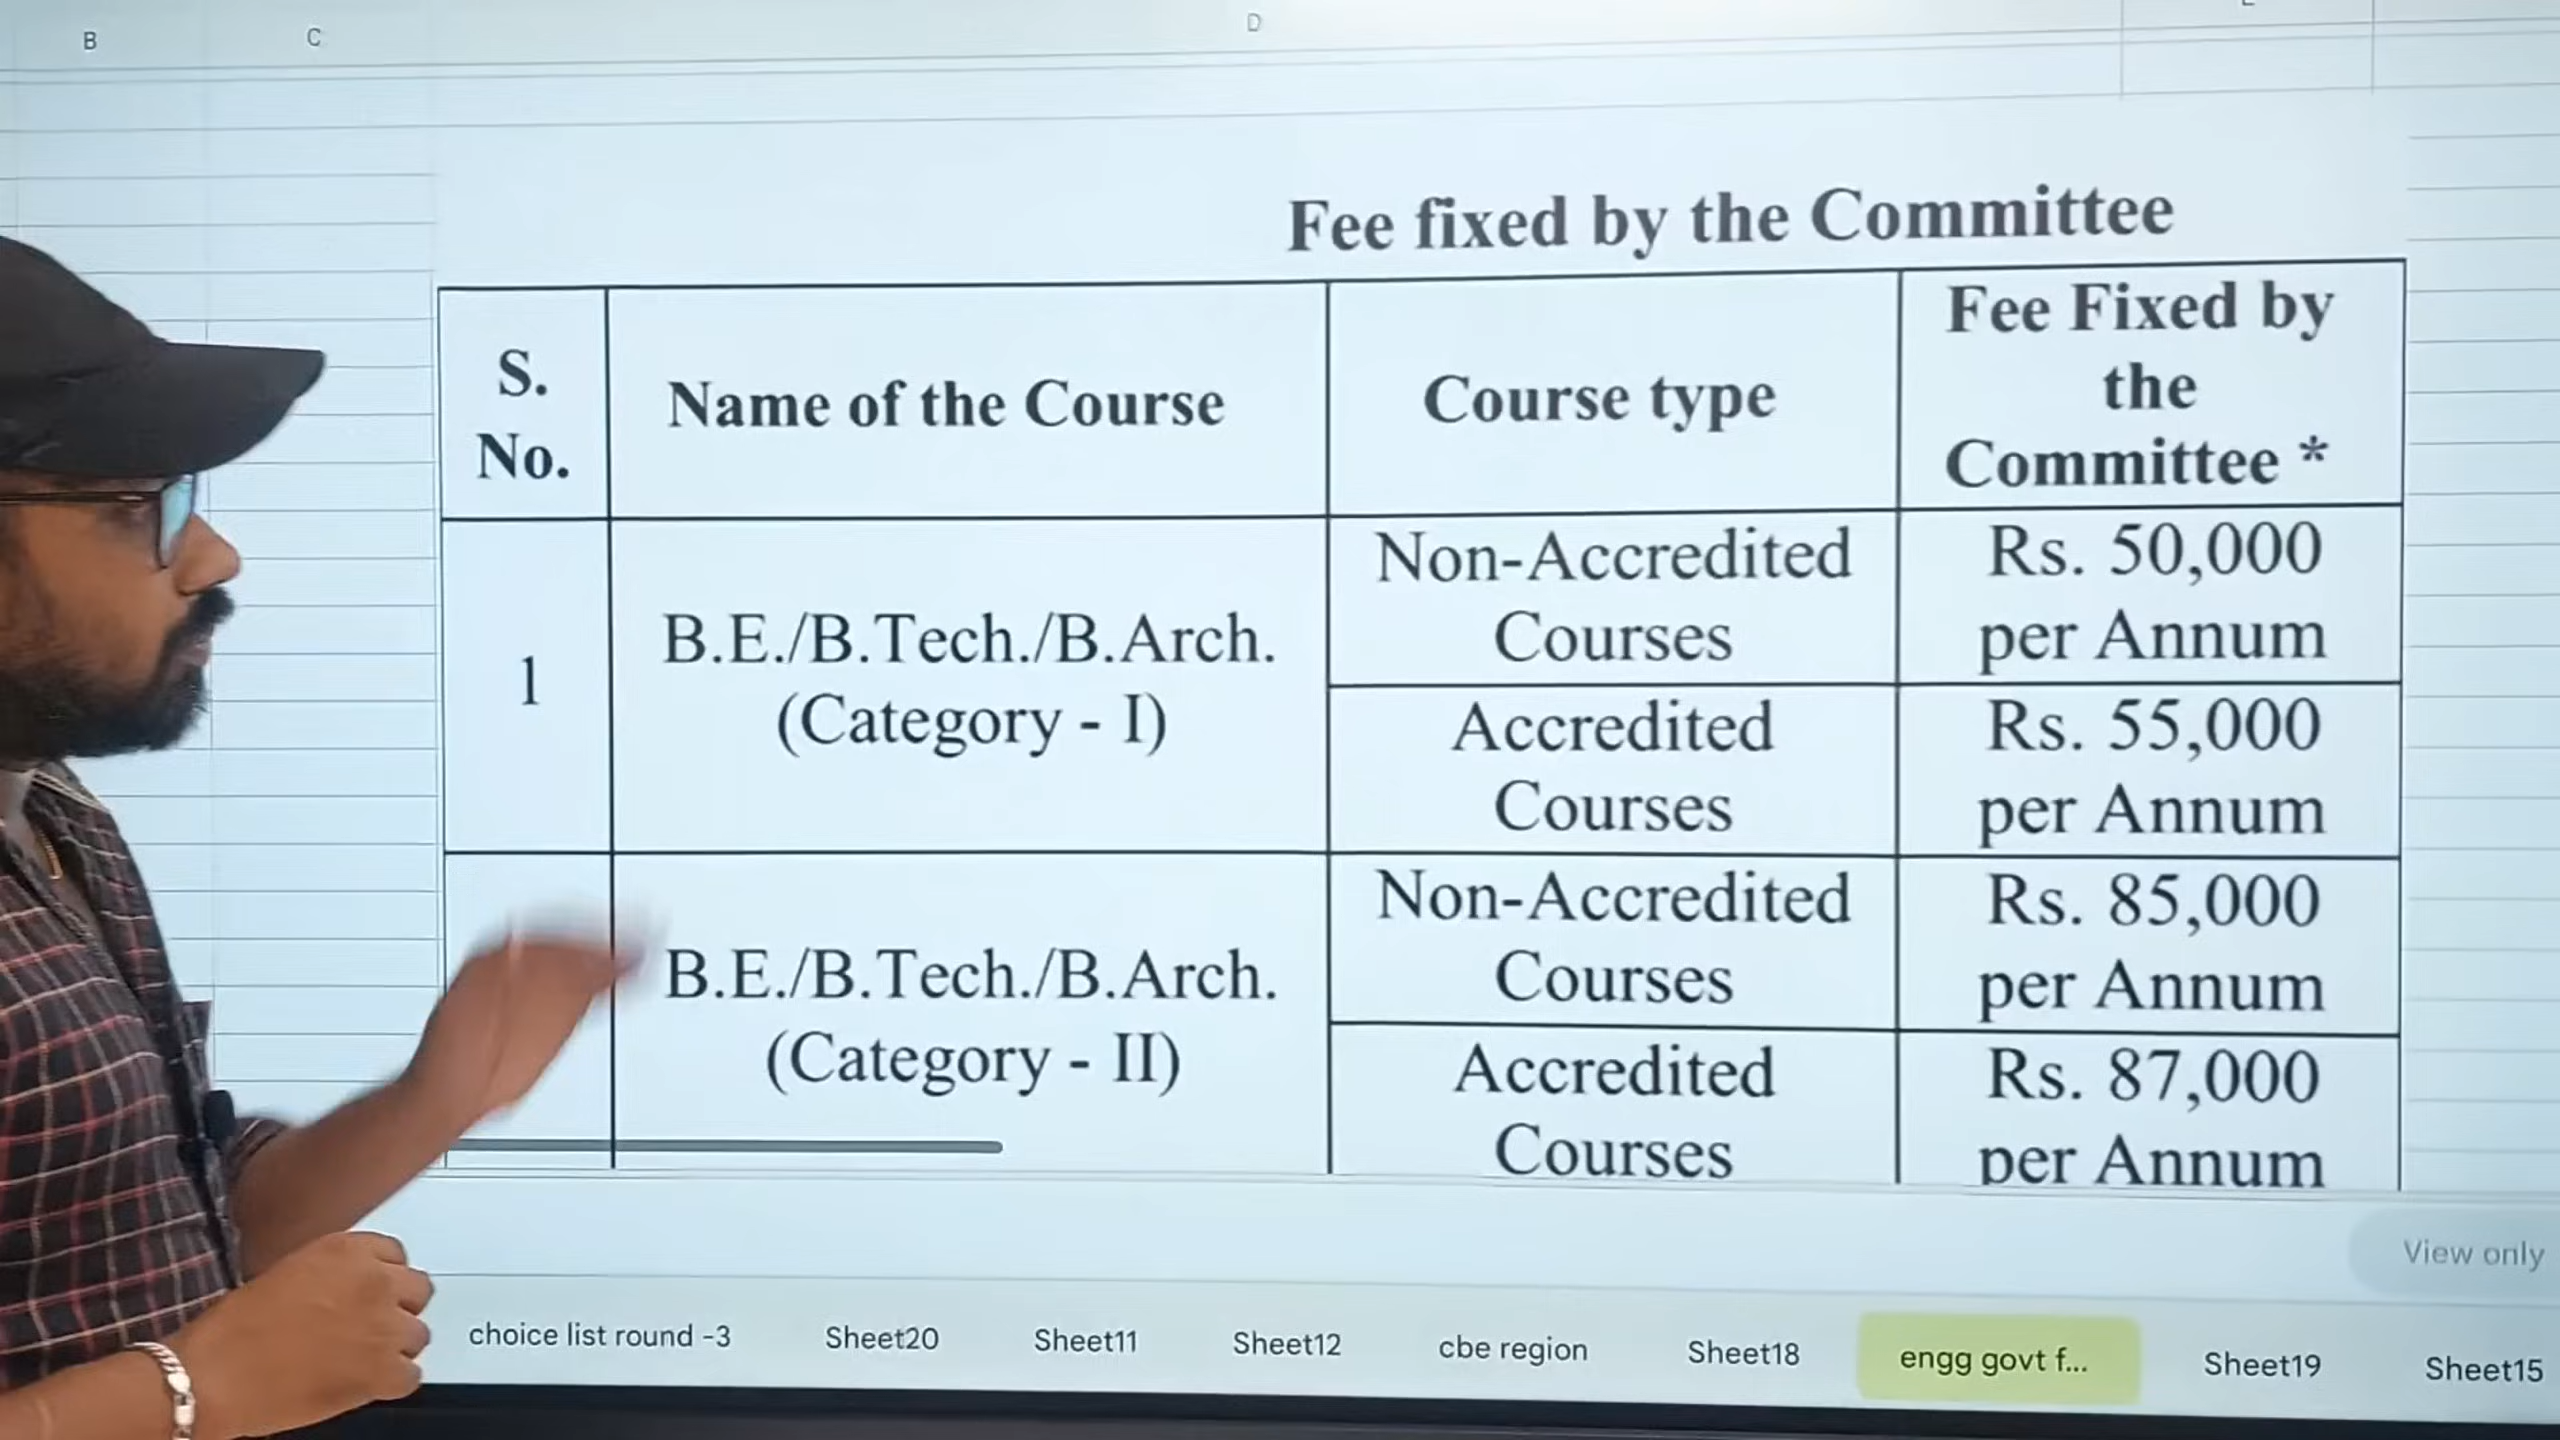 B C D
Fee fixed by the Committee
S.
No.
Name of the Course
Course type
Fee Fixed by
the
Committee *
1
B.E./B.Tech./B.Arch.
(Category - I)
Non-Accredited
Courses
Rs. 50,000
per Annum
Accredited
Courses
Rs. 55,000
per Annum
B.E./B.Tech./B.Arch.
(Category - II)
Non-Accredited
Courses
Rs. 85,000
per Annum
Accredited
Courses
Rs. 87,000
per Annum
View only
choice list round -3 Sheet20 Sheet11 Sheet12 cbe region Sheet18 engg govt f... Sheet19 Sheet15